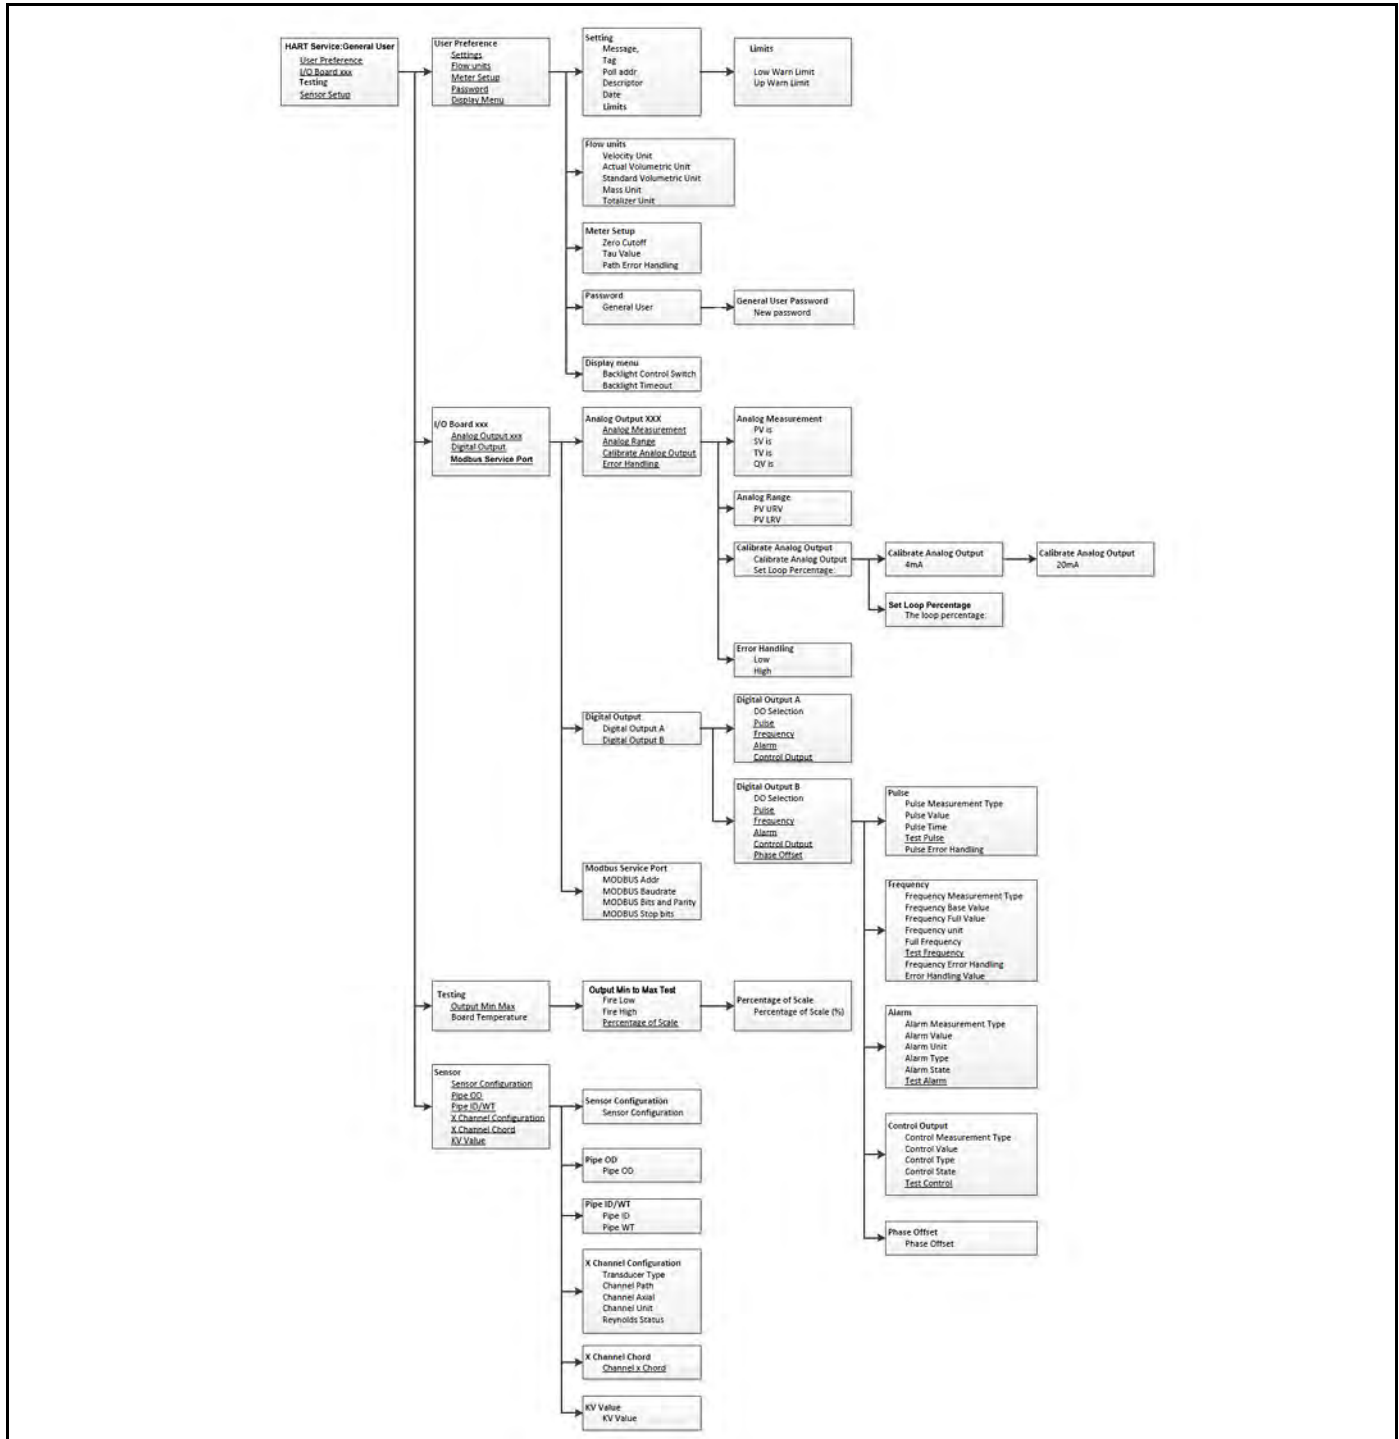 HART Service:General User
User Preference
I/O Board xxx
Testing
Sensor Setup
User Preference
Settings
Flow units
Meter Setup
Password
Display Menu
Setting
Message,
Tag
Poll addr
Descriptor
Date
Limits
Limits
Low Warn Limit
Up Warn Limit
Flow units
Velocity Unit
Actual Volumetric Unit
Standard Volumetric Unit
Mass Unit
Totalizer Unit
Meter Setup
Zero Cutoff
Tau Value
Path Error Handling
Password
General User
General User Password
New password
Display menu
Backlight Control Switch
Backlight Timeout
I/O Board xxx
Analog Output xxx
Digital Output
Modbus Service Port
Analog Output XXX
Analog Measurement
Analog Range
Calibrate Analog Output
Error Handling
Analog Measurement
PV is
SV is
TV is
QV is
Analog Range
PV URV
PV LRV
Calibrate Analog Output
Calibrate Analog Output
Set Loop Percentage:
Calibrate Analog Output
4mA
Calibrate Analog Output
20mA
Set Loop Percentage
The loop percentage:
Error Handling
Low
High
Digital Output
Digital Output A
Digital Output B
Digital Output A
DO Selection
Pulse
Frequency
Alarm
Control Output
Digital Output B
DO Selection
Pulse
Frequency
Alarm
Control Output
Phase Offset
Pulse
Pulse Measurement Type
Pulse Value
Pulse Time
Test Pulse
Pulse Error Handling
Modbus Service Port
MODBUS Addr
MODBUS Baudrate
MODBUS Bits and Parity
MODBUS Stop bits
Frequency
Frequency Measurement Type
Frequency Base Value
Frequency Full Value
Frequency unit
Full Frequency
Test Frequency
Frequency Error Handling
Error Handling Value
Testing
Output Min Max
Board Temperature
Output Min to Max Test
Fire Low
Fire High
Percentage of Scale
Percentage of Scale
Percentage of Scale (%)
Alarm
Alarm Measurement Type
Alarm Value
Alarm Unit
Alarm Type
Alarm State
Test Alarm
Sensor
Sensor Configuration
Pipe OD
Pipe ID/WT
X Channel Configuration
X Channel Chord
KV Value
Sensor Configuration
Sensor Configuration
Control Output
Control Measurement Type
Control Value
Control Type
Control State
Test Control
Pipe OD
Pipe OD
Pipe ID/WT
Pipe ID
Pipe WT
Phase Offset
Phase Offset
X Channel Configuration
Transducer Type
Channel Path
Channel Axial
Channel Unit
Reynolds Status
X Channel Chord
Channel x Chord
KV Value
KV Value